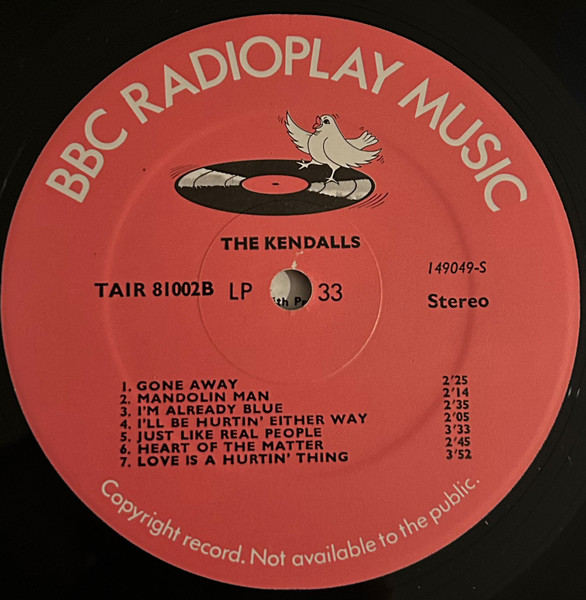 BBC RADIOPLAY MUSIC
THE KENDALLS
149049-S
TAIR 81002B LP 33
Stereo
1. GONE AWAY 2'25
2. MANDOLIN MAN 2'14
3. I'M ALREADY BLUE 2'35
4. I'LL BE HURTIN' EITHER WAY 2'05
5. JUST LIKE REAL PEOPLE 3'33
6. HEART OF THE MATTER 2'45
7. LOVE IS A HURTIN' THING 3'52
Copyright record. Not available to the public.